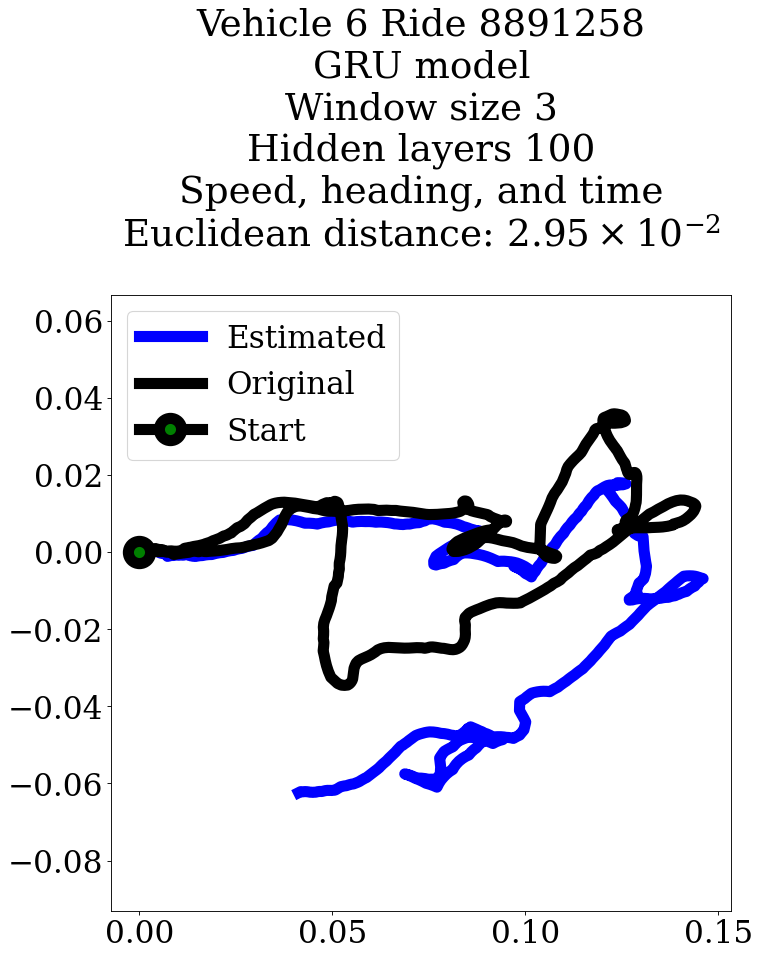 Vehicle 6 Ride 8891258
GRU model
Window size 3
Hidden layers 100
Speed, heading, and time
Euclidean distance: 2.95 × 10⁻²
Estimated
Original
Start
0.06
0.04
0.02
0.00
−0.02
−0.04
−0.06
−0.08
0.00 0.05 0.10 0.15